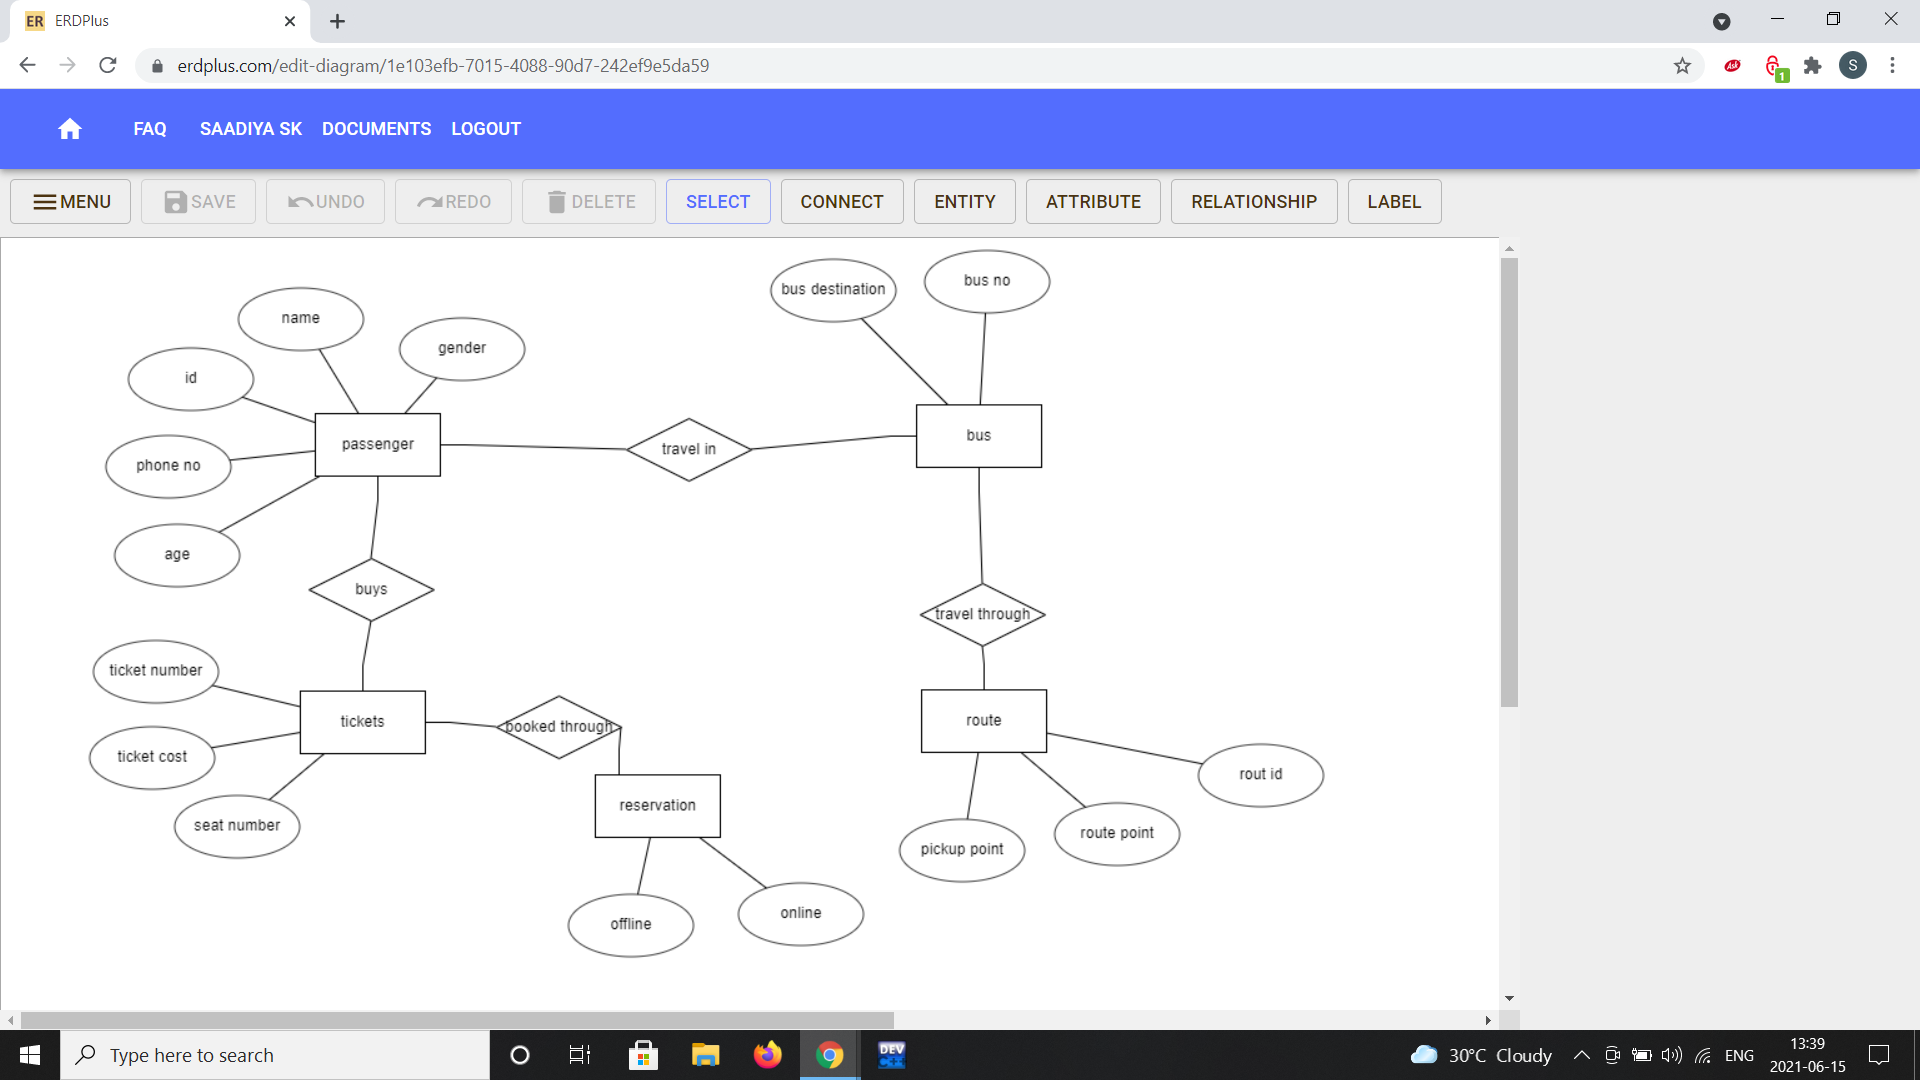 ER ERDPlus
erdplus.com/edit-diagram/1e103efb-7015-4088-90d7-242ef9e5da59
Ask
1
S
FAQ SAADIYA SK DOCUMENTS LOGOUT
MENU SAVE UNDO REDO DELETE SELECT CONNECT ENTITY ATTRIBUTE RELATIONSHIP LABEL
bus no
bus destination
name
gender
id
bus
passenger
travel in
phone no
age
buys
travel through
ticket number
tickets
route
booked through
ticket cost
rout id
reservation
seat number
route point
pickup point
online
offline
Type here to search
DEV
C++
30°C Cloudy
ENG
13:39
2021-06-15